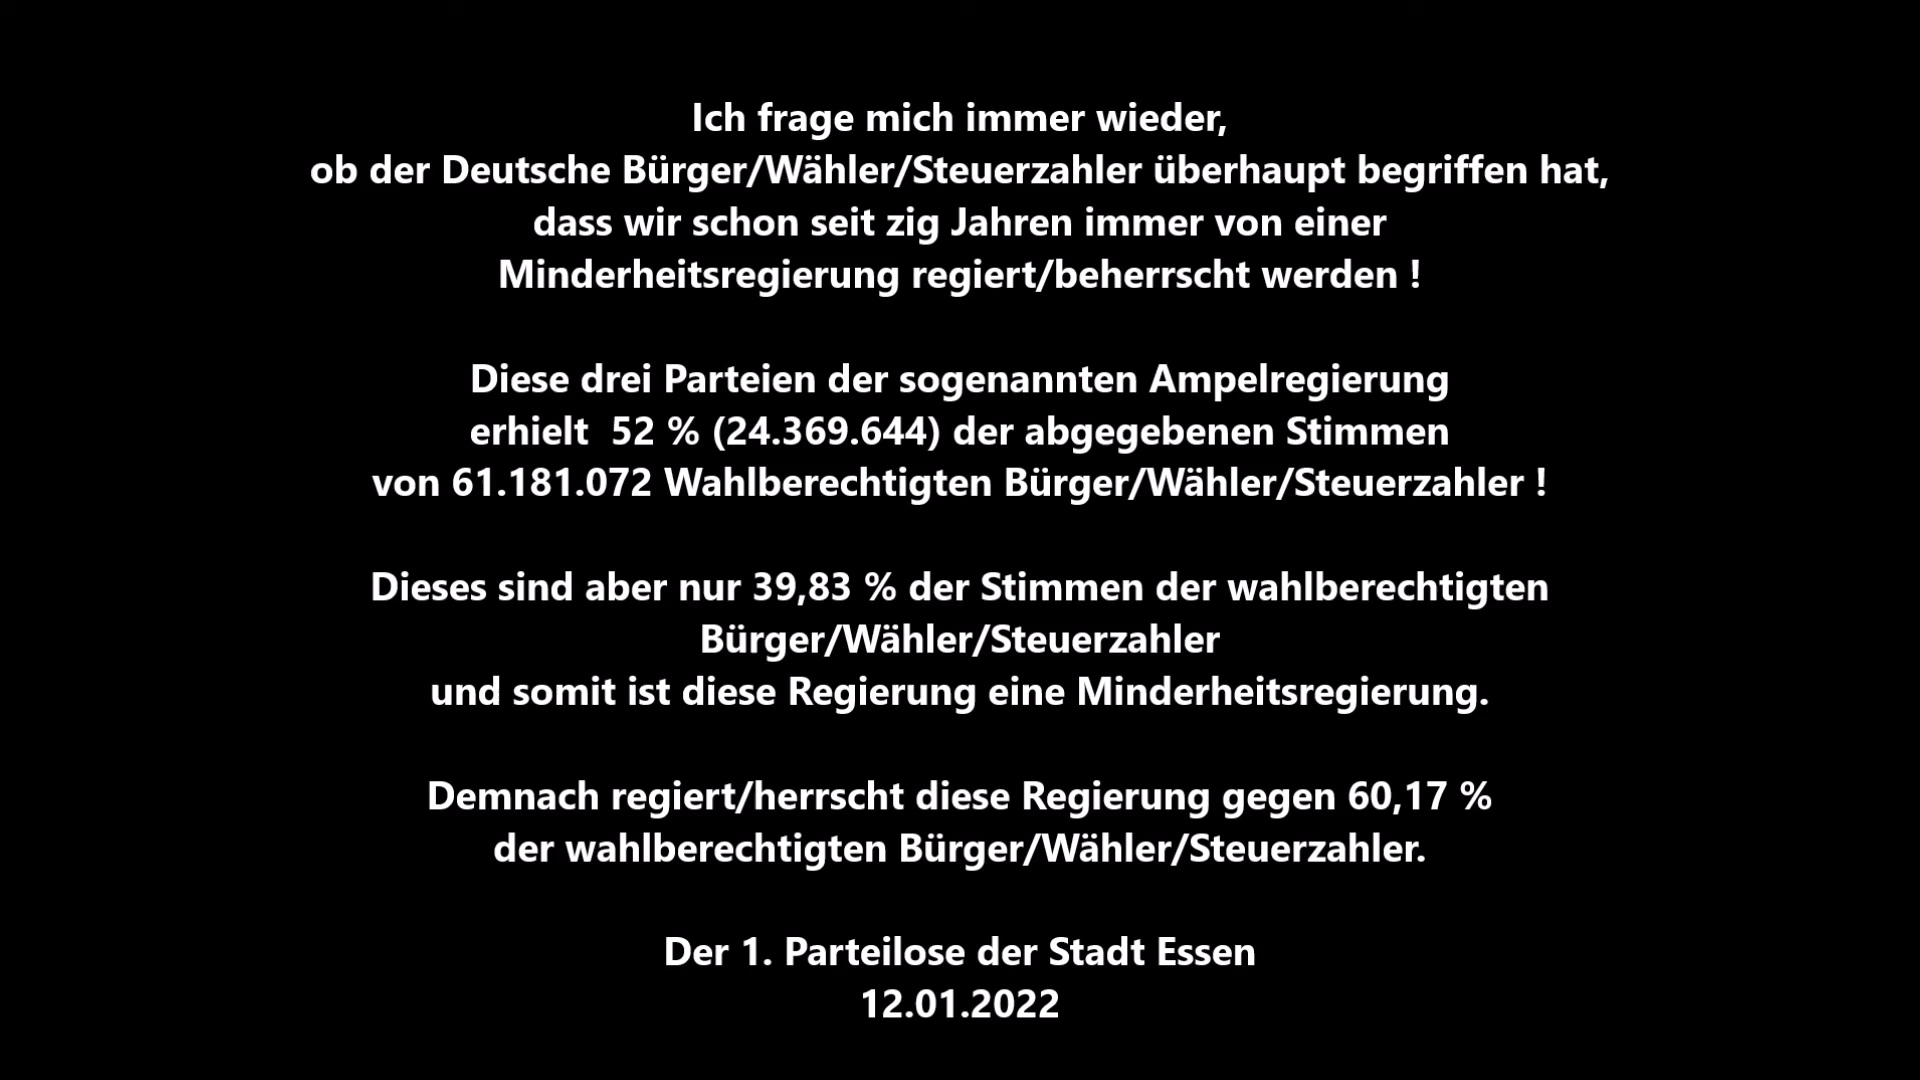 Ich frage mich immer wieder,
ob der Deutsche Bürger/Wähler/Steuerzahler überhaupt begriffen hat,
dass wir schon seit zig Jahren immer von einer
Minderheitsregierung regiert/beherrscht werden !
Diese drei Parteien der sogenannten Ampelregierung
erhielt  52 % (24.369.644) der abgegebenen Stimmen
von 61.181.072 Wahlberechtigten Bürger/Wähler/Steuerzahler !
Dieses sind aber nur 39,83 % der Stimmen der wahlberechtigten
Bürger/Wähler/Steuerzahler
und somit ist diese Regierung eine Minderheitsregierung.
Demnach regiert/herrscht diese Regierung gegen 60,17 %
der wahlberechtigten Bürger/Wähler/Steuerzahler.
Der 1. Parteilose der Stadt Essen
12.01.2022